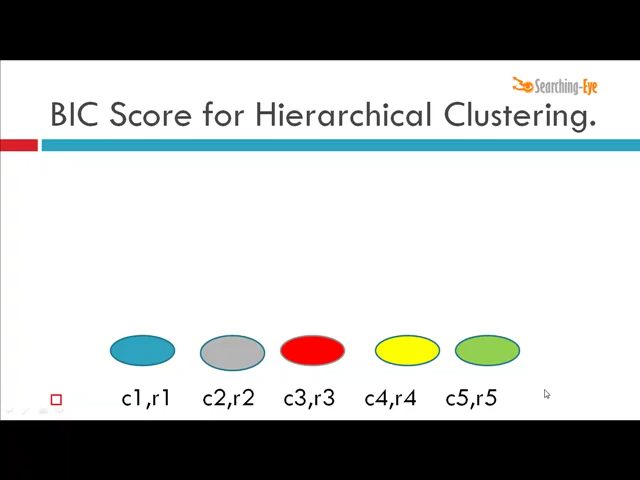 Searching-Eye
BIC Score for Hierarchical Clustering.
c1,r1 c2,r2 c3,r3 c4,r4 c5,r5